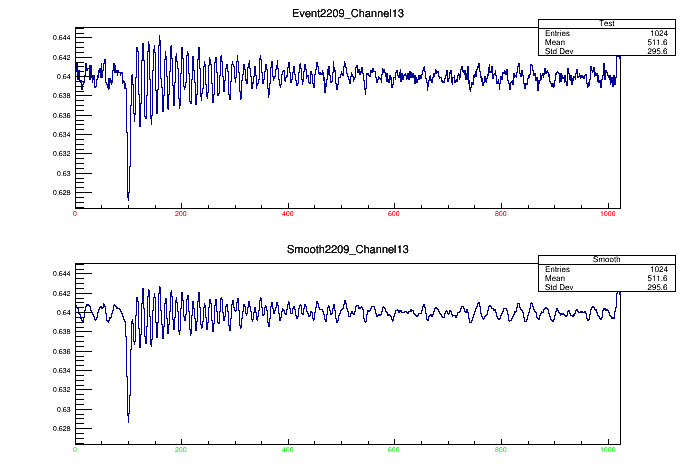 Event2209_Channel13
Test
Entries 1024
Mean 511.6
Std Dev 295.6
0.644
0.642
0.64
0.638
0.636
0.634
0.632
0.63
0.628
0 200 400 600 800 1000
Smooth2209_Channel13
Smooth
Entries 1024
Mean 511.6
Std Dev 295.6
0.644
0.642
0.64
0.638
0.636
0.634
0.632
0.63
0.628
0 200 400 600 800 1000